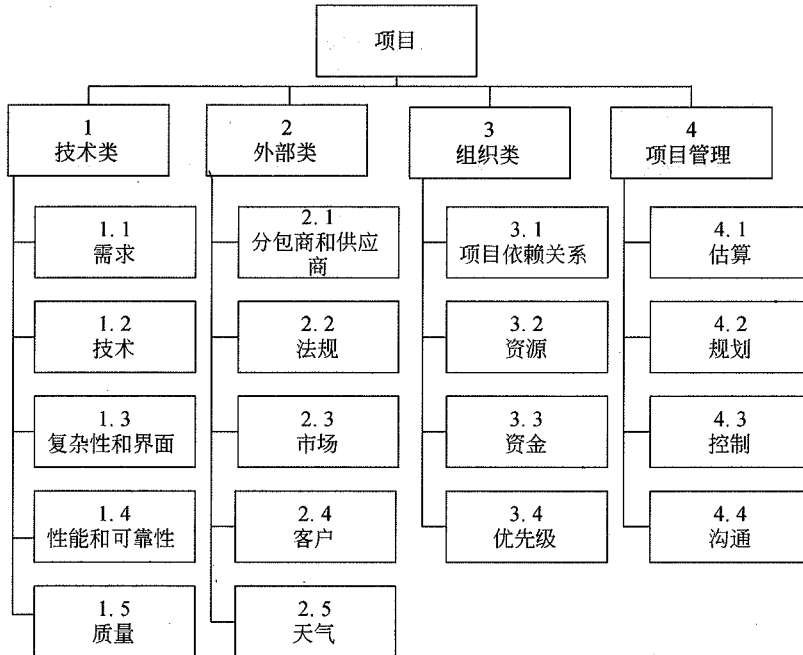 项目
1
技术类
2
外部类
3
组织类
4
项目管理
1.1
需求
2.1
分包商和供应
商
3.1
项目依赖关系
4.1
估算
1.2
技术
2.2
法规
3.2
资源
4.2
规划
1.3
复杂性和界面
2.3
市场
3.3
资金
4.3
控制
1.4
性能和可靠性
2.4
客户
3.4
优先级
4.4
沟通
1.5
质量
2.5
天气